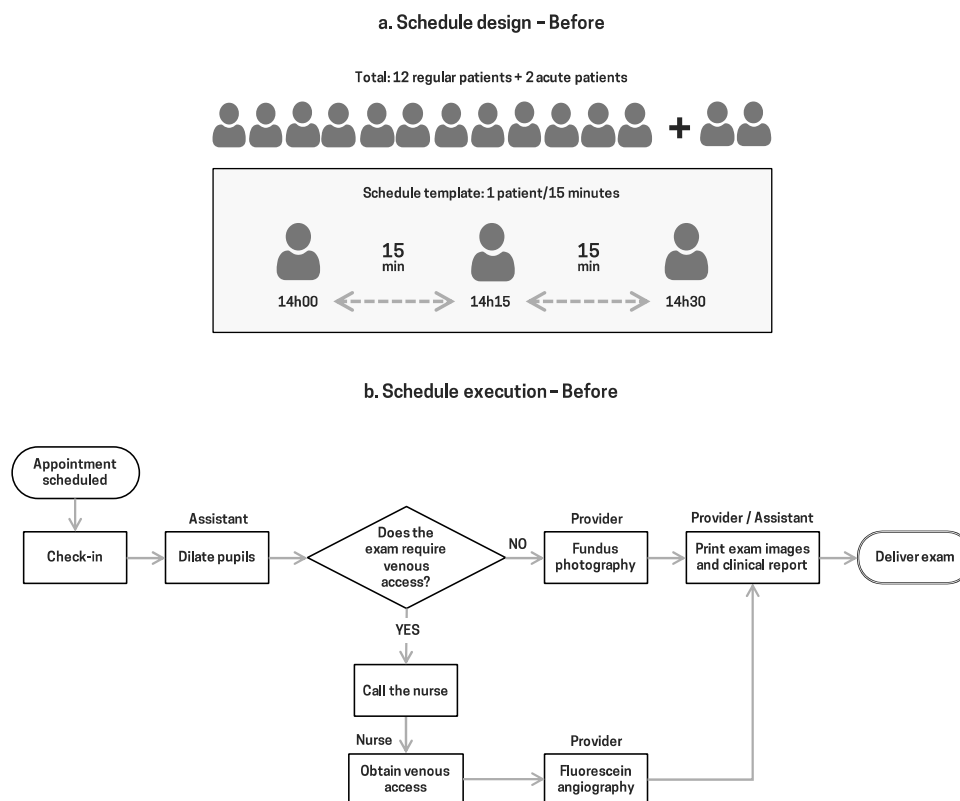 a. Schedule design – Before
Total: 12 regular patients + 2 acute patients
+
Schedule template: 1 patient/15 minutes
15
min
15
min
14h00
14h15
14h30
b. Schedule execution – Before
Appointment
scheduled
Check-in
Assistant
Dilate pupils
Does the
exam require
venous
access?
NO
Provider
Fundus
photography
Provider / Assistant
Print exam images
and clinical report
Deliver exam
YES
Call the nurse
Nurse
Obtain venous
access
Provider
Fluorescein
angiography